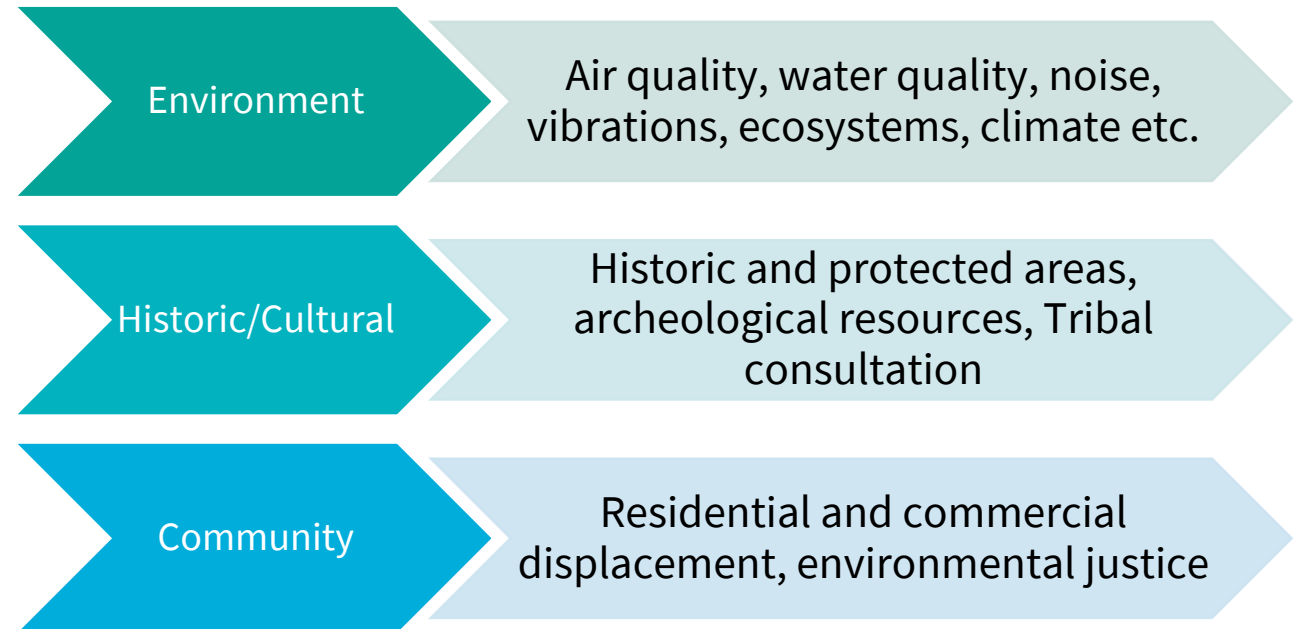 Environment
Air quality, water quality, noise,
vibrations, ecosystems, climate etc.
Historic/Cultural
Historic and protected areas,
archeological resources, Tribal
consultation
Community
Residential and commercial
displacement, environmental justice